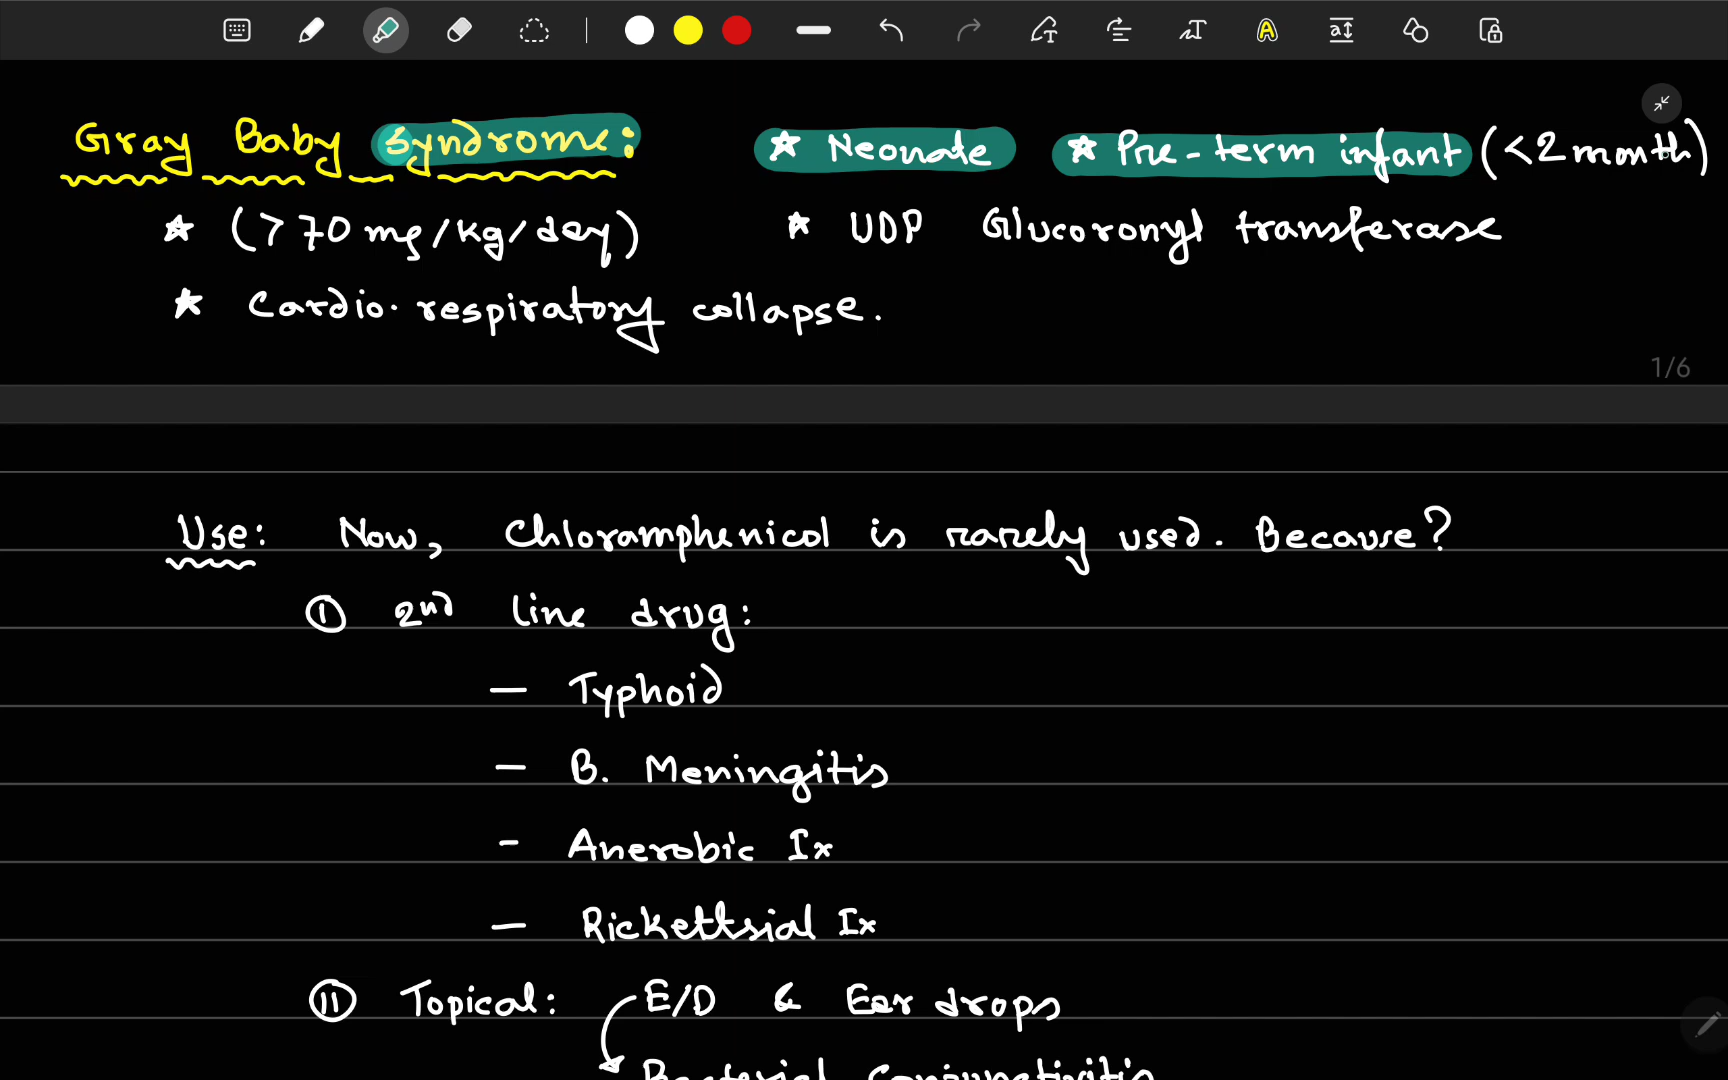 Gray Baby Syndrome: ★ Neonate ★ Pre-term infant (<2 month)
★ (>70 mg/kg/day) ★ UDP Glucoronyl transferase
★ Cardio.respiratory collapse.
1/6
Use: Now, Chloramphenicol is rarely used. Because?
① 2nd line drug:
— Typhoid
— B. Meningitis
- Anerobic Ix
— Rickettsial Ix
⑪ Topical: E/D & Ear drops
Bacterial Conjunctivitis